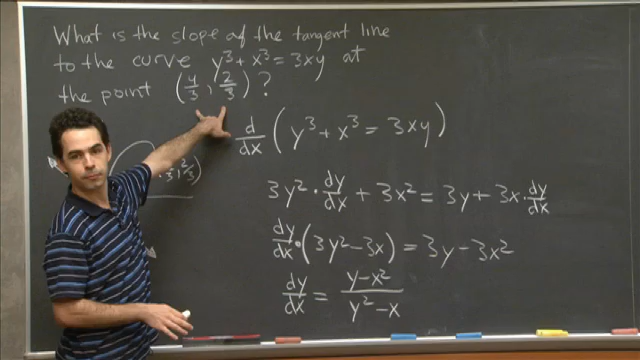 What is the slope of the tangent line
to the curve y³ + x³ = 3xy at
the point (4/3, 2/3)?
d/dx (y³ + x³ = 3xy)
3y² · dy/dx + 3x² = 3y + 3x · dy/dx
dy/dx · (3y² - 3x) = 3y - 3x²
dy/dx = (y - x²)/(y² - x)